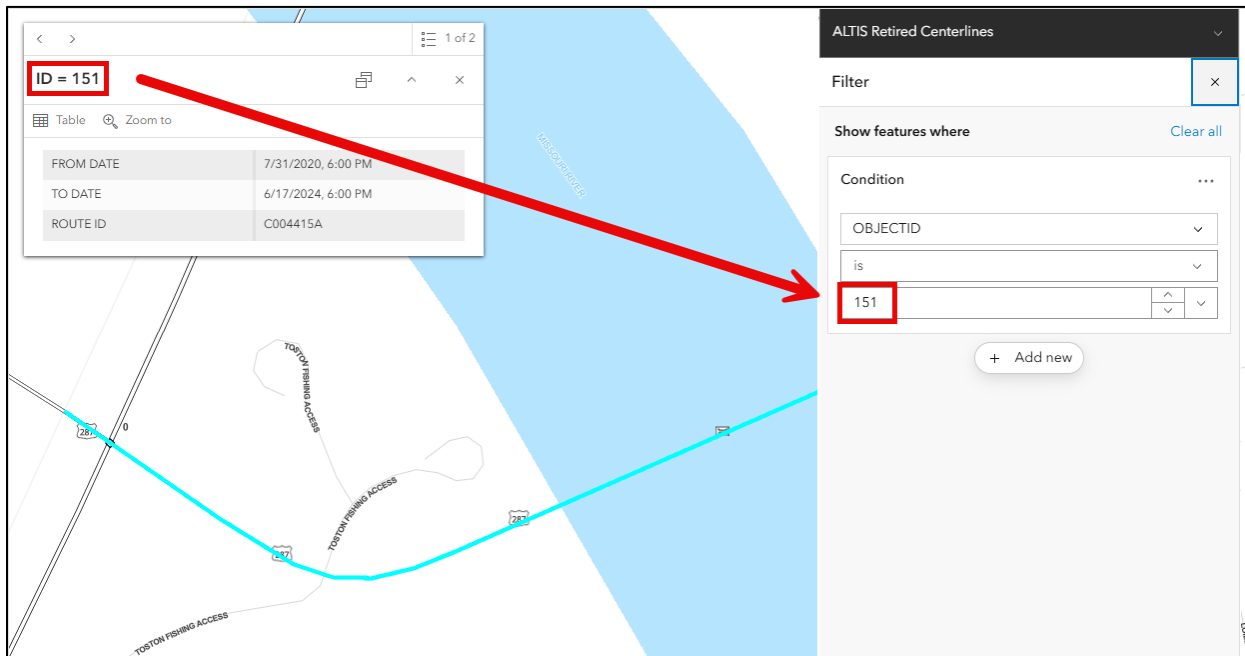 1 of 2
ID = 151
Table Zoom to
FROM DATE 7/31/2020, 6:00 PM
TO DATE 6/17/2024, 6:00 PM
ROUTE ID C004415A
MISSOURI RIVER
TOSTON FISHING ACCESS
287
0
TOSTON FISHING ACCESS
287
287
TOSTON FISHING ACCESS
ALTIS Retired Centerlines
Filter
Show features where Clear all
Condition
OBJECTID
is
151
+ Add new